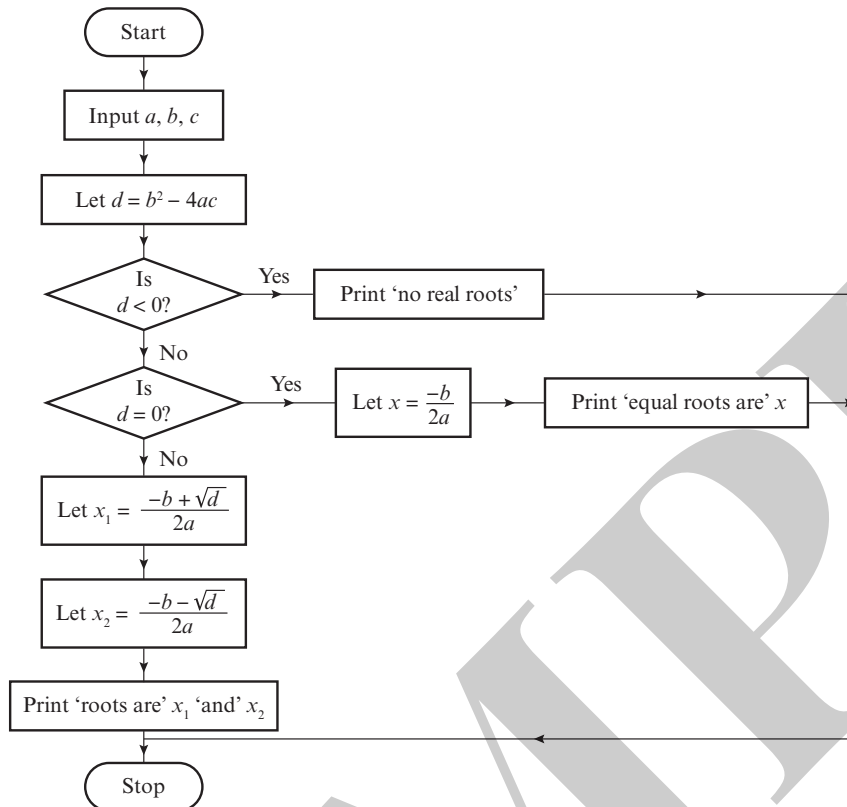 Start
Input a, b, c
Let d = b² – 4ac
Is
d < 0?
Yes
Print ‘no real roots’
No
Is
d = 0?
Yes
Let x = −b/2a
Print ‘equal roots are’ x
No
Let x₁ = (−b + √d)/2a
Let x₂ = (−b − √d)/2a
Print ‘roots are’ x₁ ‘and’ x₂
Stop